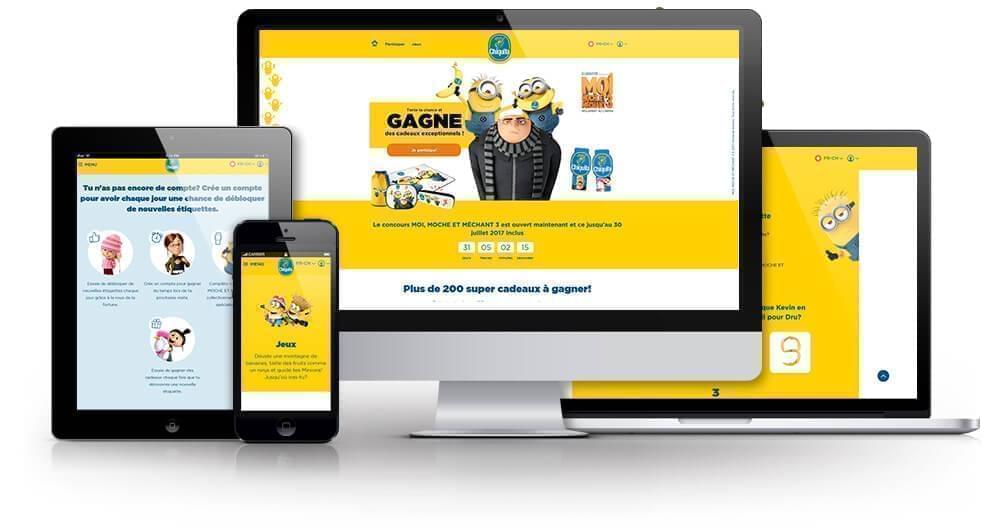 Participer Jeux
Chiquita
FR-CH
Tente ta chance et
GAGNE
des cadeaux exceptionnels !
Je participe!
MOI
MOCHE
Chiquita
Chiquita
Le concours MOI, MOCHE ET MÉCHANT 3 est ouvert maintenant et ce jusqu'au 30
juillet 2017 inclus
31 05 02 15
jours heures minutes secondes
Plus de 200 super cadeaux à gagner!
MENU
FR-CH
Tu n'as pas encore de compte? Crée un compte
pour avoir chaque jour une chance de débloquer
de nouvelles étiquettes.
Essaie de débloquer de
nouvelles étiquettes chaque
jour grâce à la roue de la
fortune.
Crée un compte pour gagner
du temps lors de ta
prochaine visite.
Complète
MOCHE ET
collection
spécia
Essaie de gagner des
cadeaux chaque fois que tu
découvres une nouvelle
étiquette.
CARRIER
MENU
Chiquita
FR-CH
Jeux
Dévale une montagne de
bananes, taille des fruits comme
un ninja et guide les Minions!
Jusqu'où iras-tu?
FR-CH
tte
MOCHE ET
que Kevin en
l pour Dru?
3